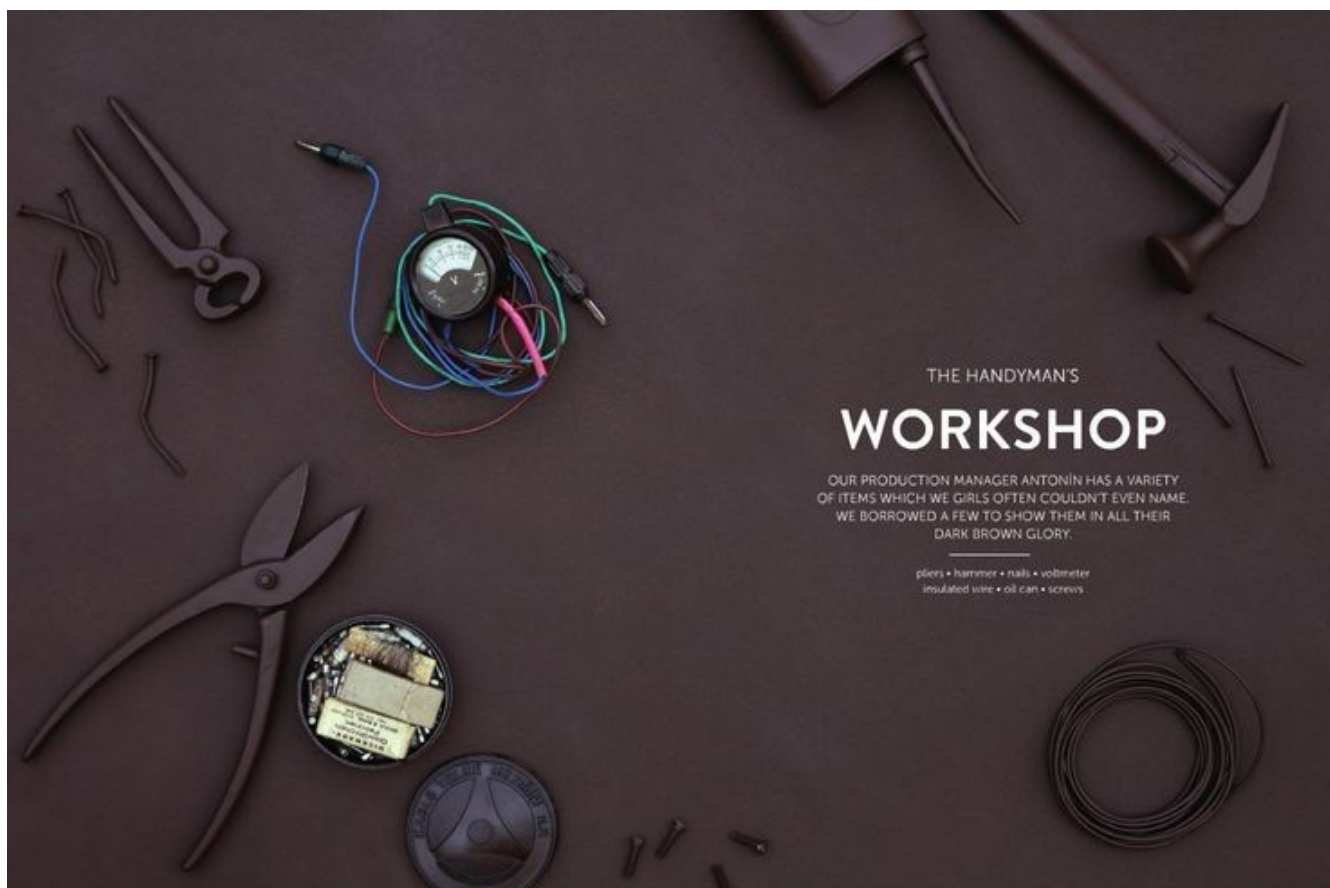 THE HANDYMAN'S
WORKSHOP
OUR PRODUCTION MANAGER ANTONÍN HAS A VARIETY
OF ITEMS WHICH WE GIRLS OFTEN COULDN'T EVEN NAME.
WE BORROWED A FEW TO SHOW THEM IN ALL THEIR
DARK BROWN GLORY.
pliers • hammer • nails • voltmeter
insulated wire • oil can • screws
V
WICKMANN